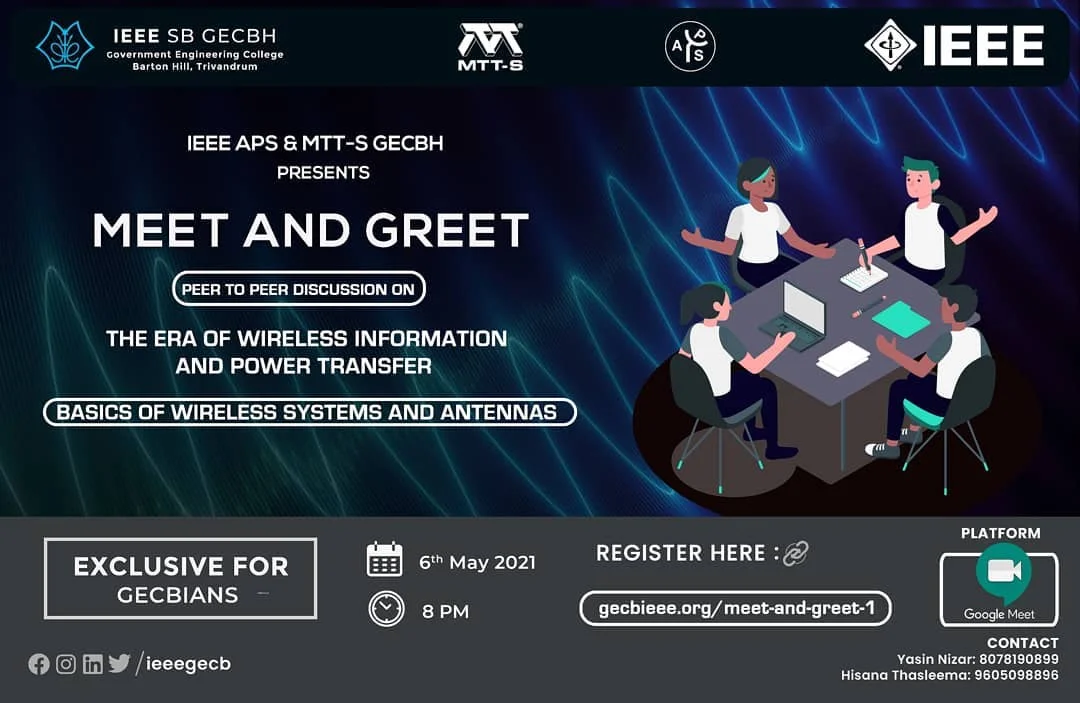 IEEE SB GECBH
Government Engineering College
Barton Hill, Trivandrum
MTT-S
APS
IEEE
IEEE APS & MTT-S GECBH
PRESENTS
MEET AND GREET
PEER TO PEER DISCUSSION ON
THE ERA OF WIRELESS INFORMATION
AND POWER TRANSFER
BASICS OF WIRELESS SYSTEMS AND ANTENNAS
EXCLUSIVE FOR
GECBIANS
6th May 2021
8 PM
REGISTER HERE :
gecbieee.org/meet-and-greet-1
PLATFORM
Google Meet
CONTACT
Yasin Nizar: 8078190899
Hisana Thasleema: 9605098896
/ieeegecb